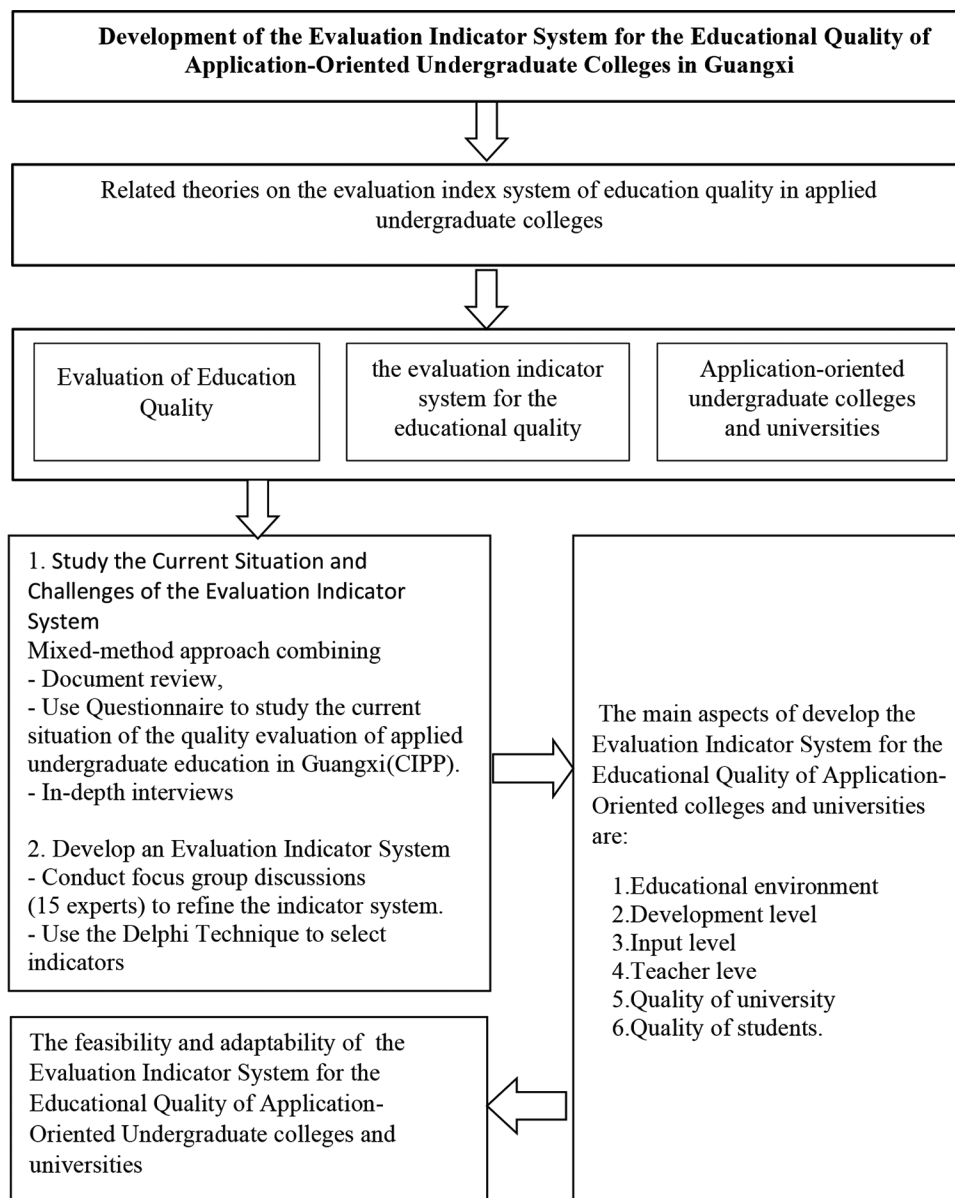 Development of the Evaluation Indicator System for the Educational Quality of
Application-Oriented Undergraduate Colleges in Guangxi
Related theories on the evaluation index system of education quality in applied
undergraduate colleges
Evaluation of Education
Quality
the evaluation indicator
system for the
educational quality
Application-oriented
undergraduate colleges
and universities
1. Study the Current Situation and
Challenges of the Evaluation Indicator
System
Mixed-method approach combining
- Document review,
- Use Questionnaire to study the current
situation of the quality evaluation of applied
undergraduate education in Guangxi(CIPP).
- In-depth interviews
2. Develop an Evaluation Indicator System
- Conduct focus group discussions
(15 experts) to refine the indicator system.
- Use the Delphi Technique to select
indicators
The main aspects of develop the
Evaluation Indicator System for the
Educational Quality of Application-
Oriented colleges and universities
are:
1.Educational environment
2.Development level
3.Input level
4.Teacher leve
5.Quality of university
6.Quality of students.
The feasibility and adaptability of the
Evaluation Indicator System for the
Educational Quality of Application-
Oriented Undergraduate colleges and
universities